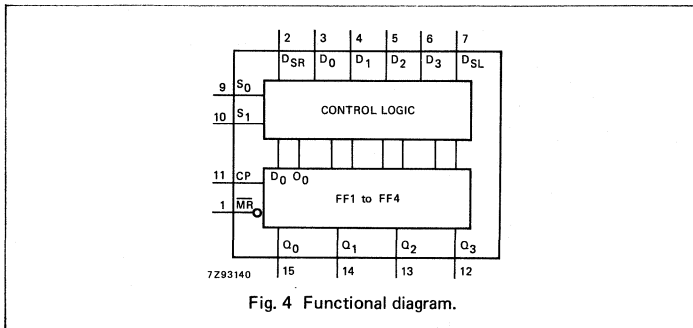 2 3 4 5 6 7
DSR D0 D1 D2 D3 DSL
9 S0
CONTROL LOGIC
10 S1
D0 O0
11 CP
FF1 to FF4
1 MR
Q0 Q1 Q2 Q3
7Z93140
15 14 13 12
Fig. 4 Functional diagram.